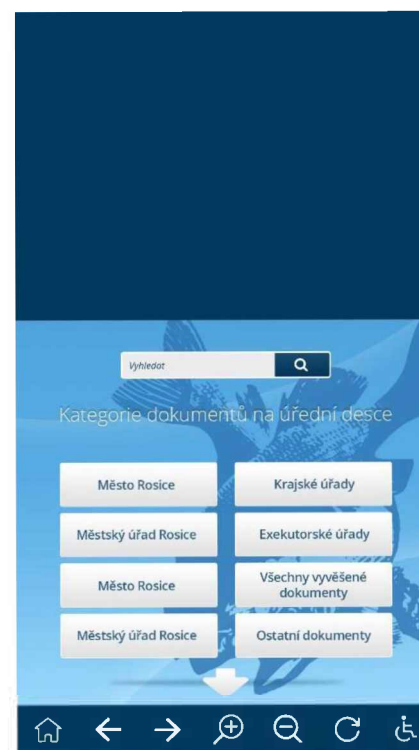 Vyhledat
Kategorie dokumentů na úřední desce
Město Rosice
Krajské úřady
Městský úřad Rosice
Exekutorské úřady
Město Rosice
Všechny vyvěšené
dokumenty
Městský úřad Rosice
Ostatní dokumenty